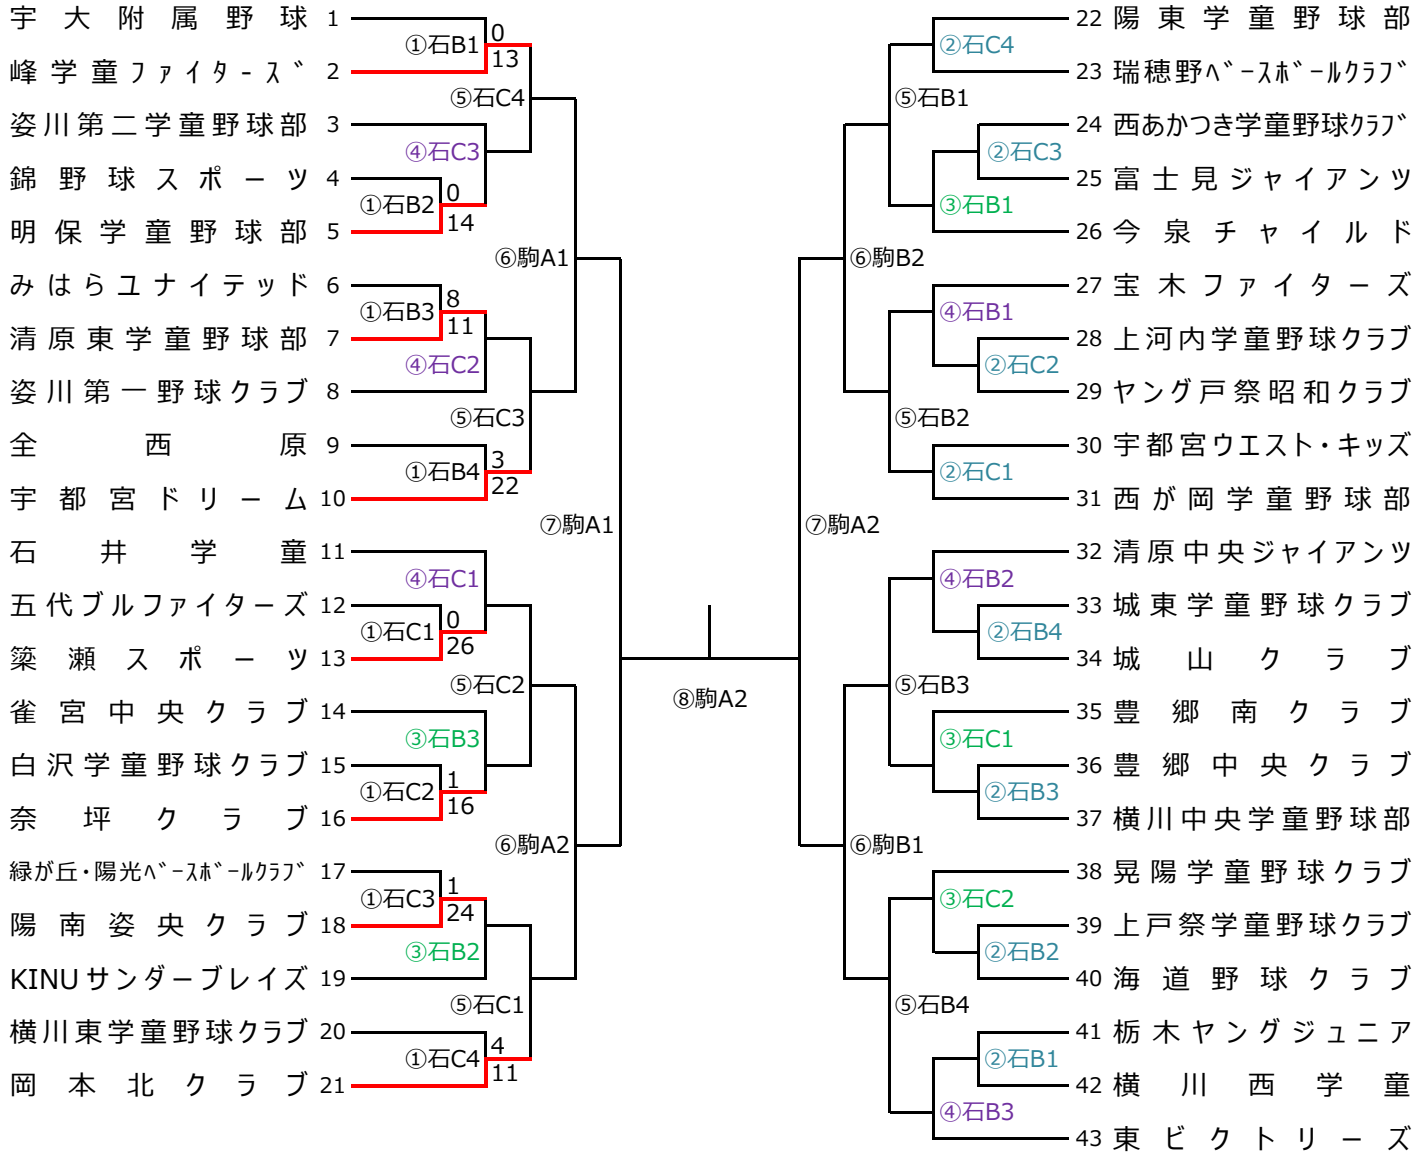 宇大附属野球 1
①石B1 0
峰学童ファイターズ 2
13
⑤石C4
姿川第二学童野球部 3
④石C3
錦野球スポーツ 4
①石B2 0
明保学童野球部 5
14
⑥駒A1
みはらユナイテッド 6
①石B3 8
清原東学童野球部 7
11
④石C2
姿川第一野球クラブ 8
⑤石C3
全西原 9
①石B4 3
宇都宮ドリーム 10
22
⑦駒A1
石井学童 11
④石C1
五代ブルファイターズ 12
①石C1 0
簗瀬スポーツ 13
26
⑤石C2
雀宮中央クラブ 14
③石B3
白沢学童野球クラブ 15
①石C2 1
奈坪クラブ 16
16
⑥駒A2
緑が丘・陽光ベースボールクラブ 17
①石C3 1
陽南姿央クラブ 18
24
③石B2
KINUサンダーブレイズ 19
⑤石C1
横川東学童野球クラブ 20
①石C4 4
岡本北クラブ 21
11
⑧駒A2
22 陽東学童野球部
②石C4
23 瑞穂野ベースボールクラブ
⑤石B1
24 西あかつき学童野球クラブ
②石C3
25 富士見ジャイアンツ
③石B1
26 今泉チャイルド
⑥駒B2
27 宝木ファイターズ
④石B1
28 上河内学童野球クラブ
②石C2
29 ヤング戸祭昭和クラブ
⑤石B2
30 宇都宮ウエスト・キッズ
②石C1
31 西が岡学童野球部
⑦駒A2
32 清原中央ジャイアンツ
④石B2
33 城東学童野球クラブ
②石B4
34 城山クラブ
⑤石B3
35 豊郷南クラブ
③石C1
36 豊郷中央クラブ
②石B3
37 横川中央学童野球部
⑥駒B1
38 晃陽学童野球クラブ
③石C2
39 上戸祭学童野球クラブ
②石B2
40 海道野球クラブ
⑤石B4
41 栃木ヤングジュニア
②石B1
42 横川西学童
④石B3
43 東ビクトリーズ